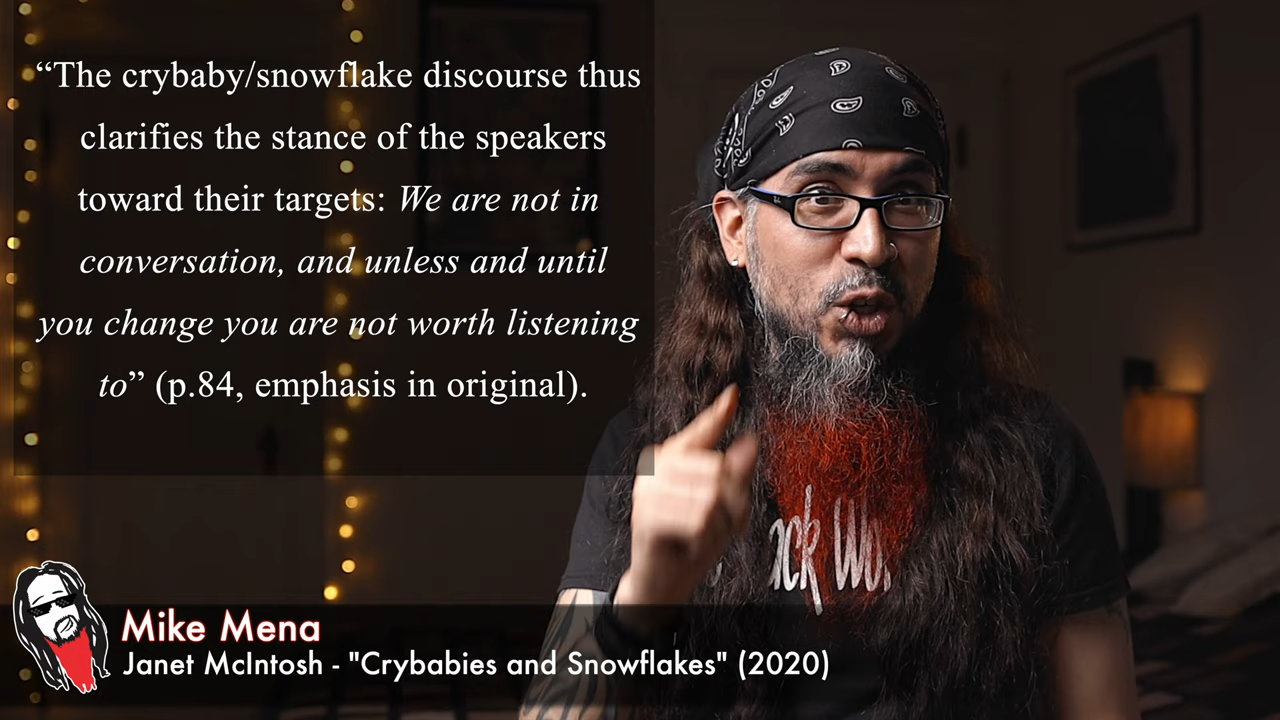 “The crybaby/snowflake discourse thus
clarifies the stance of the speakers
toward their targets: We are not in
conversation, and unless and until
you change you are not worth listening
to” (p.84, emphasis in original).
Mike Mena
Janet McIntosh - "Crybabies and Snowflakes" (2020)